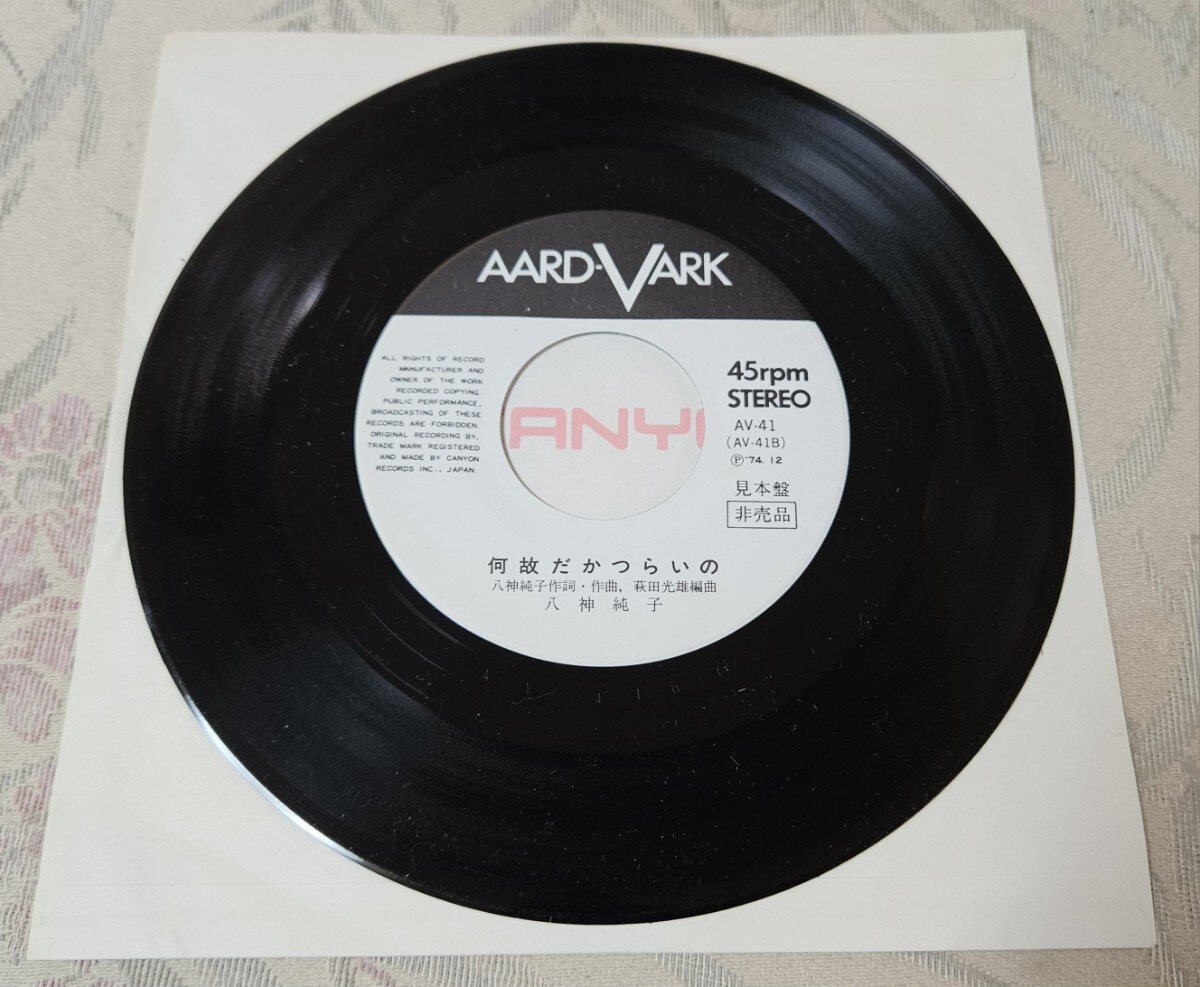 AARD-VARK
ALL RIGHTS OF RECORD
MANUFACTURER AND
OWNER OF THE WORK
RECORDED COPYING.
PUBLIC PERFORMANCE,
BROADCASTING OF THESE
RECORDS ARE FORBIDDEN.
ORIGINAL RECORDING BY,
TRADE MARK REGISTERED
AND MADE BY CANYON
RECORDS INC., JAPAN.
ANY
45rpm
STEREO
AV-41
(AV-41B)
Ⓟ'74. 12
見本盤
非売品
何故だかつらいの
八神純子作詞・作曲, 萩田光雄編曲
八神純子